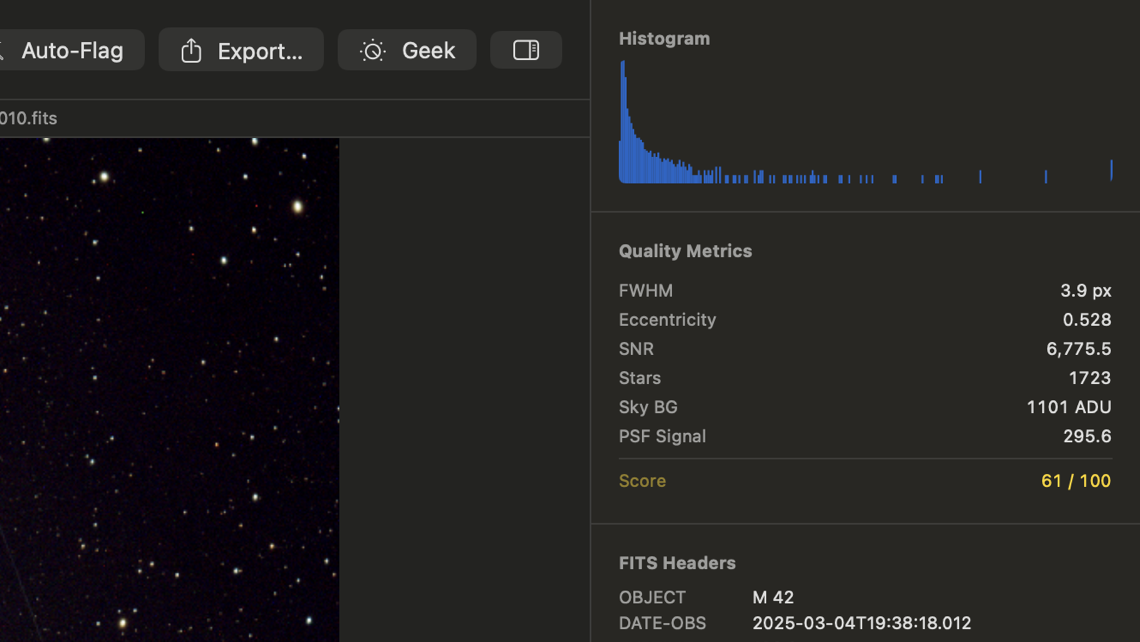 Auto-Flag
Export...
Geek
010.fits
Histogram
Quality Metrics
FWHM 3.9 px
Eccentricity 0.528
SNR 6,775.5
Stars 1723
Sky BG 1101 ADU
PSF Signal 295.6
Score 61 / 100
FITS Headers
OBJECT M 42
DATE-OBS 2025-03-04T19:38:18.012